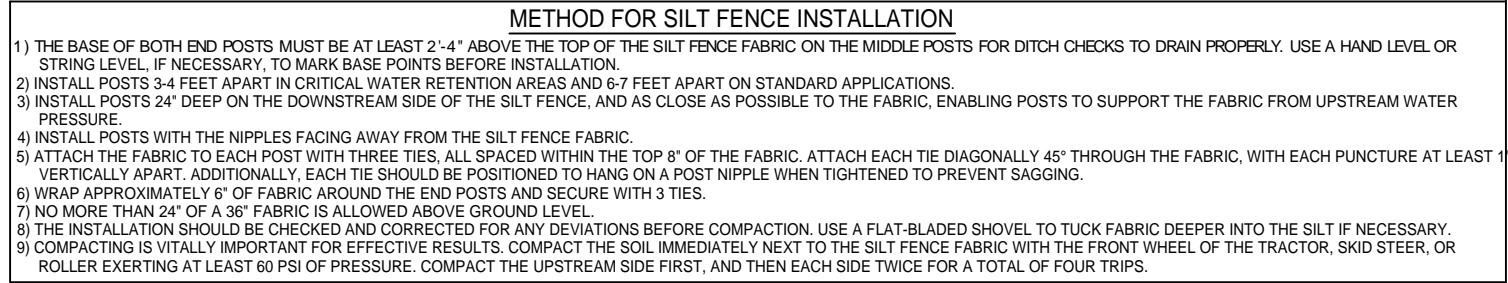 METHOD FOR SILT FENCE INSTALLATION
1) THE BASE OF BOTH END POSTS MUST BE AT LEAST 2'-4" ABOVE THE TOP OF THE SILT FENCE FABRIC ON THE MIDDLE POSTS FOR DITCH CHECKS TO DRAIN PROPERLY. USE A HAND LEVEL OR
STRING LEVEL, IF NECESSARY, TO MARK BASE POINTS BEFORE INSTALLATION.
2) INSTALL POSTS 3-4 FEET APART IN CRITICAL WATER RETENTION AREAS AND 6-7 FEET APART ON STANDARD APPLICATIONS.
3) INSTALL POSTS 24" DEEP ON THE DOWNSTREAM SIDE OF THE SILT FENCE, AND AS CLOSE AS POSSIBLE TO THE FABRIC, ENABLING POSTS TO SUPPORT THE FABRIC FROM UPSTREAM WATER
PRESSURE.
4) INSTALL POSTS WITH THE NIPPLES FACING AWAY FROM THE SILT FENCE FABRIC.
5) ATTACH THE FABRIC TO EACH POST WITH THREE TIES, ALL SPACED WITHIN THE TOP 8" OF THE FABRIC. ATTACH EACH TIE DIAGONALLY 45° THROUGH THE FABRIC, WITH EACH PUNCTURE AT LEAST 1"
VERTICALLY APART. ADDITIONALLY, EACH TIE SHOULD BE POSITIONED TO HANG ON A POST NIPPLE WHEN TIGHTENED TO PREVENT SAGGING.
6) WRAP APPROXIMATELY 6" OF FABRIC AROUND THE END POSTS AND SECURE WITH 3 TIES.
7) NO MORE THAN 24" OF A 36" FABRIC IS ALLOWED ABOVE GROUND LEVEL.
8) THE INSTALLATION SHOULD BE CHECKED AND CORRECTED FOR ANY DEVIATIONS BEFORE COMPACTION. USE A FLAT-BLADED SHOVEL TO TUCK FABRIC DEEPER INTO THE SILT IF NECESSARY.
9) COMPACTING IS VITALLY IMPORTANT FOR EFFECTIVE RESULTS. COMPACT THE SOIL IMMEDIATELY NEXT TO THE SILT FENCE FABRIC WITH THE FRONT WHEEL OF THE TRACTOR, SKID STEER, OR
ROLLER EXERTING AT LEAST 60 PSI OF PRESSURE. COMPACT THE UPSTREAM SIDE FIRST, AND THEN EACH SIDE TWICE FOR A TOTAL OF FOUR TRIPS.